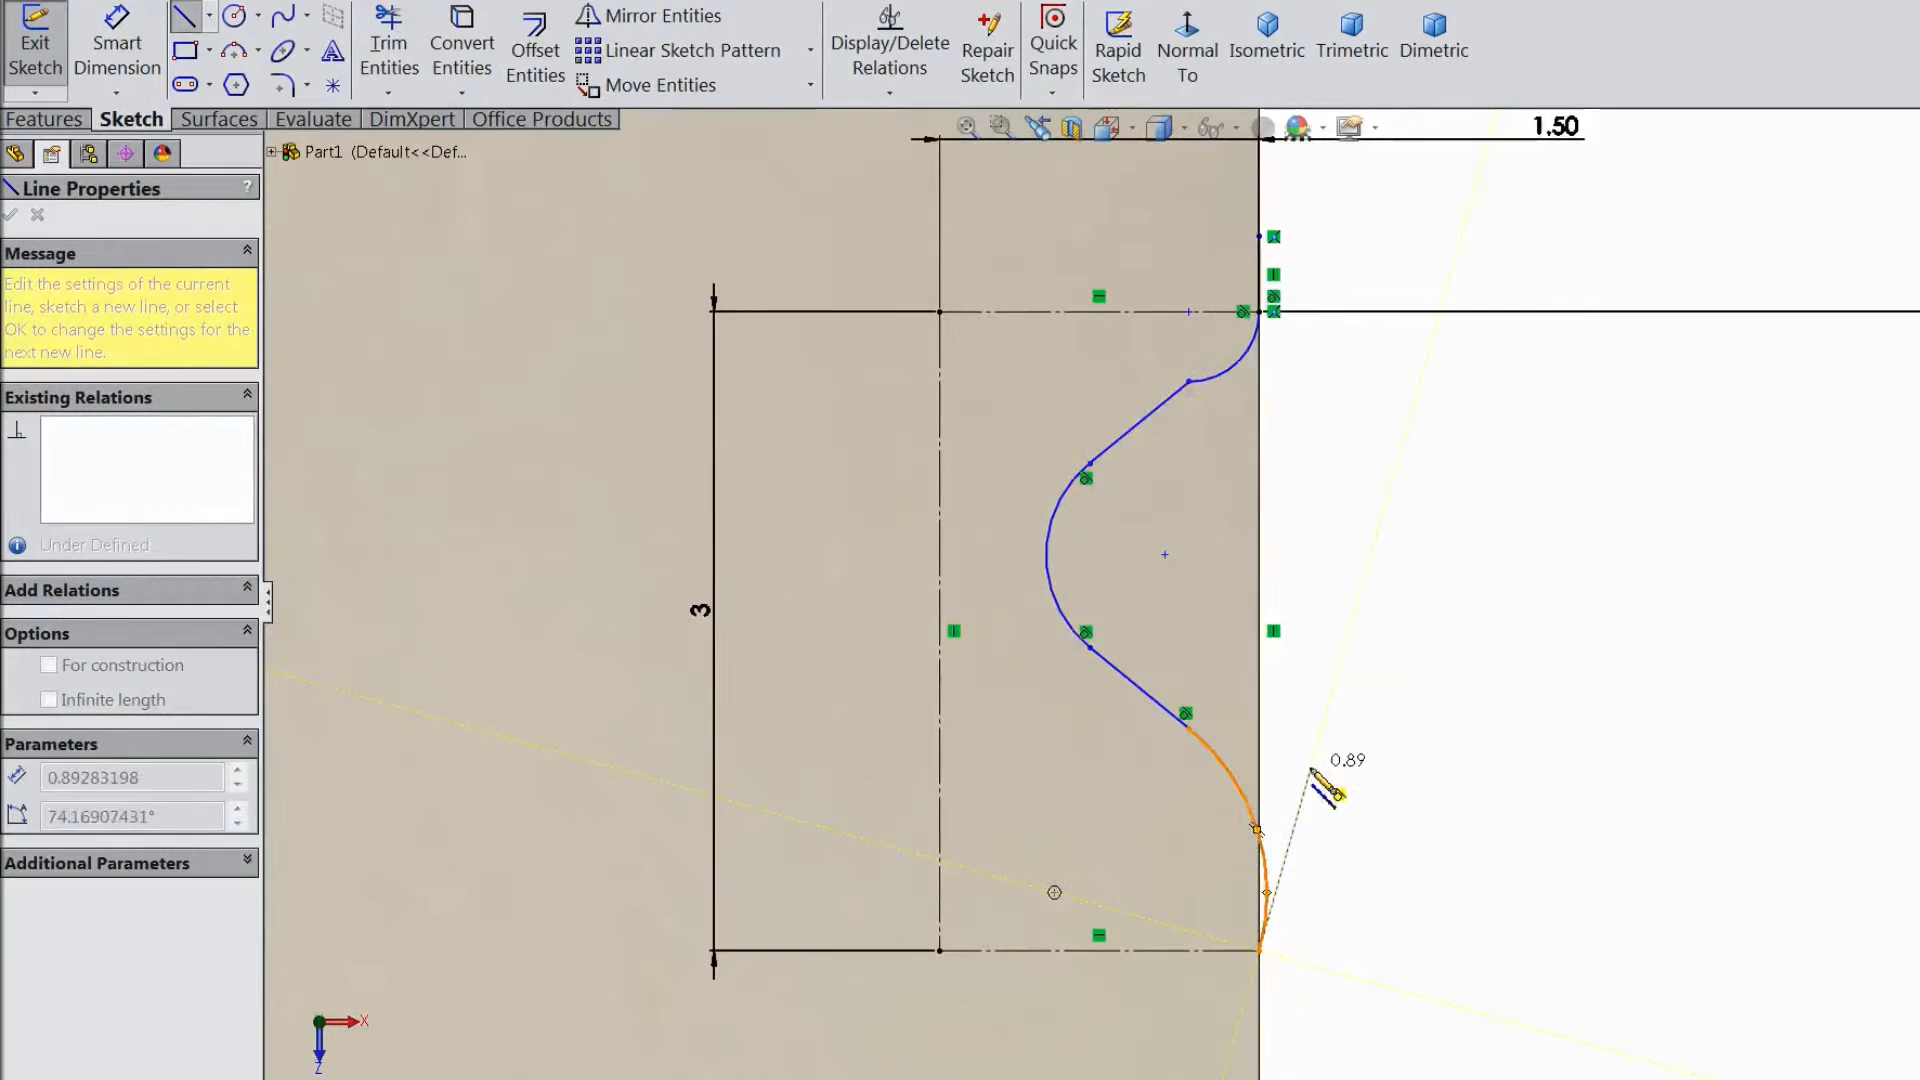 Exit Sketch
Smart Dimension
Trim Entities
Convert Entities
Offset Entities
Mirror Entities
Linear Sketch Pattern
Move Entities
Display/Delete Relations
Repair Sketch
Quick Snaps
Rapid Sketch
Normal To
Isometric
Trimetric
Dimetric
Features
Sketch
Surfaces
Evaluate
DimXpert
Office Products
Part1 (Default<<Def...
1.50
Line Properties
?
Message
Edit the settings of the current
line, sketch a new line, or select
OK to change the settings for the
next new line.
Existing Relations
Under Defined
Add Relations
Options
For construction
Infinite length
Parameters
0.89283198
74.16907431°
Additional Parameters
3
0.89
X
Z